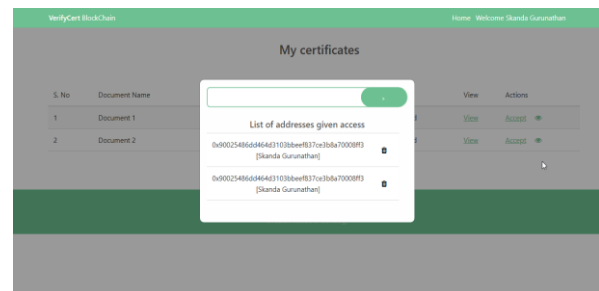 VerifyCert BlockChain Home Welcome Skanda Gurunathan
My certificates
S. No Document Name View Actions
1 Document 1 View Accept
2 Document 2 View Accept
List of addresses given access
0x90025486dd464d3103bbeef837ce3b8a70008ff3
[Skanda Gurunathan]
0x90025486dd464d3103bbeef837ce3b8a70008ff3
[Skanda Gurunathan]